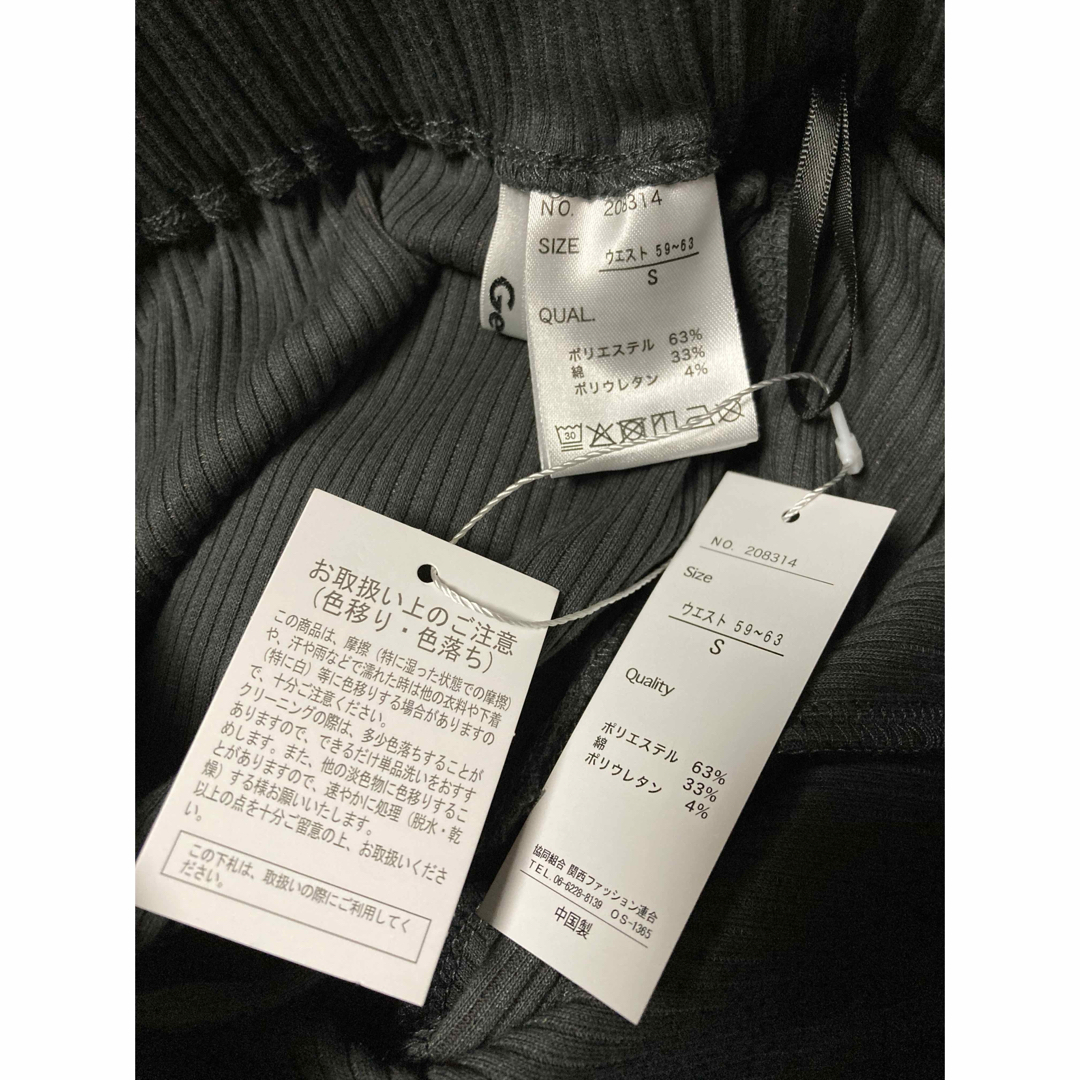 NO. 208314
SIZE ウエスト 59~63
S
QUAL.
ポリエステル 63%
綿 33%
ポリウレタン 4%
30
Ge
お取扱い上のご注意
(色移り・色落ち)
この商品は、摩擦（特に湿った状態での摩擦）
や、汗や雨などで濡れた時は他の衣料や下着
（特に白）等に色移りする場合がありますの
で、十分ご注意ください。
クリーニングの際は、多少色落ちすることが
ありますので、できるだけ単品洗いをおすす
めします。また、他の淡色物に色移りするこ
とがありますので、速やかに処理（脱水・乾
燥）する様お願いいたします。
以上の点を十分ご留意の上、お取扱いくださ
い。
この下札は、取扱いの際にご利用してく
ださい。
NO. 208314
Size
ウエスト 59~63
S
Quality
ポリエステル 63%
綿 33%
ポリウレタン 4%
協同組合 関西ファッション連合
TEL.06-6228-8139 OS-1365
中国製